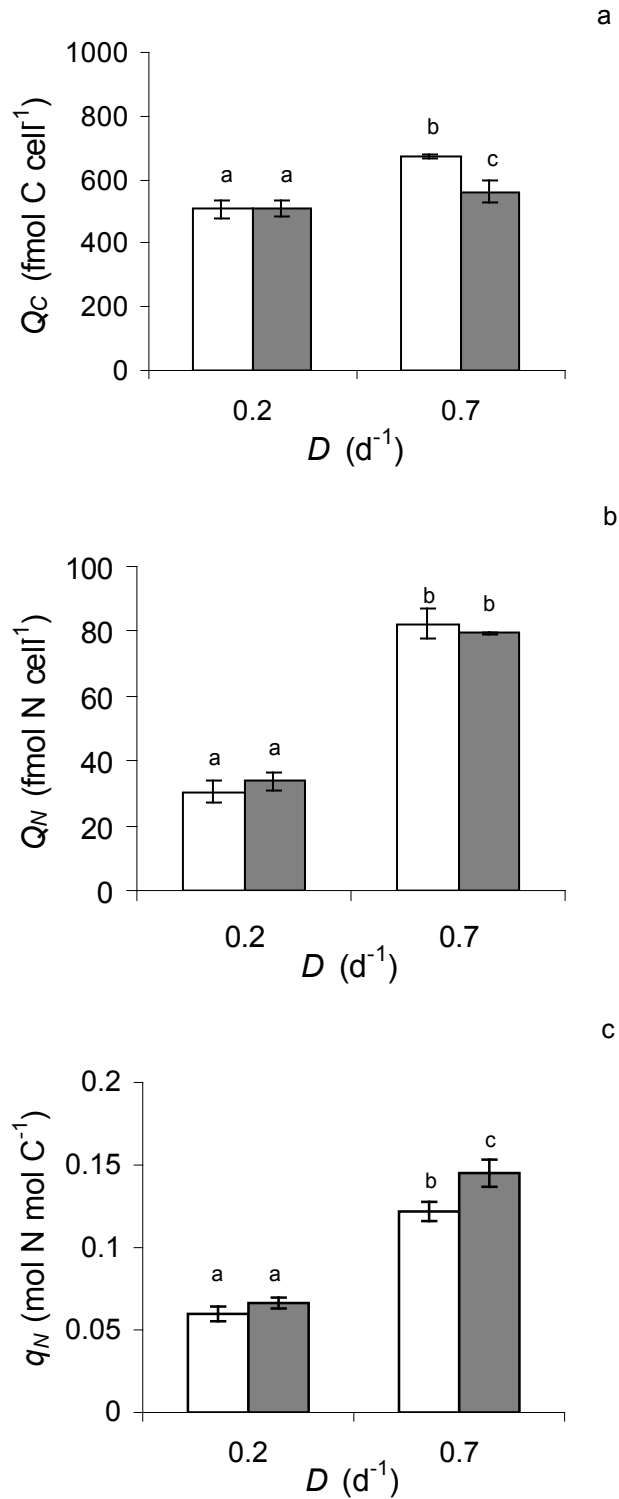 a
1000
800
600
400
200
0
Qc (fmol C cell⁻¹)
a a b c
0.2 0.7
D (d⁻¹)
b
100
80
60
40
20
0
QN (fmol N cell⁻¹)
a a b b
0.2 0.7
D (d⁻¹)
c
0.2
0.15
0.1
0.05
0
qN (mol N mol C⁻¹)
a a b c
0.2 0.7
D (d⁻¹)